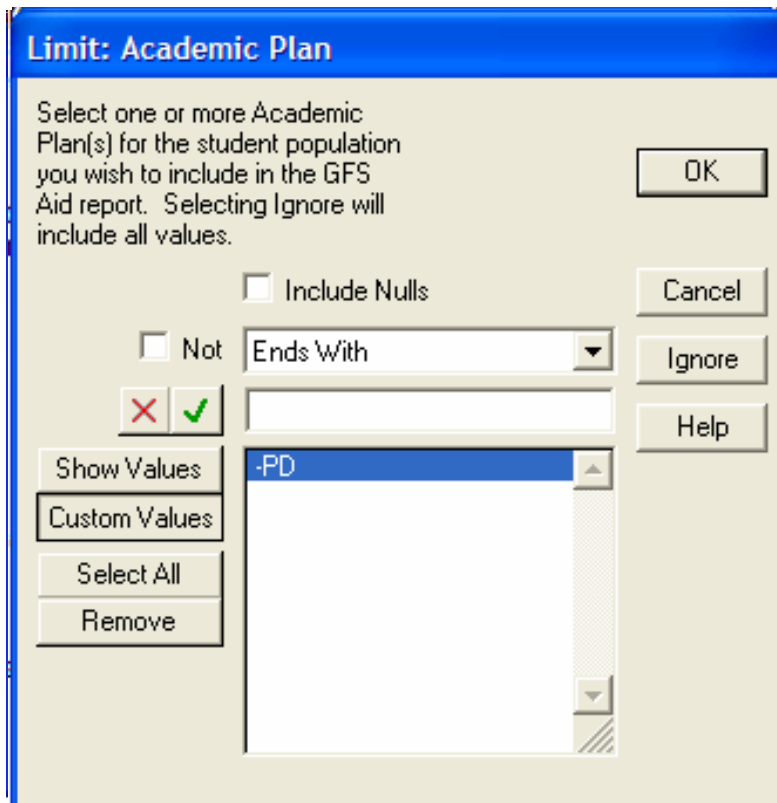 Limit: Academic Plan
Select one or more Academic
Plan(s) for the student population
you wish to include in the GFS
Aid report.  Selecting Ignore will
include all values.
OK
Include Nulls
Cancel
Not
Ends With
Ignore
Help
Show Values
-PD
Custom Values
Select All
Remove